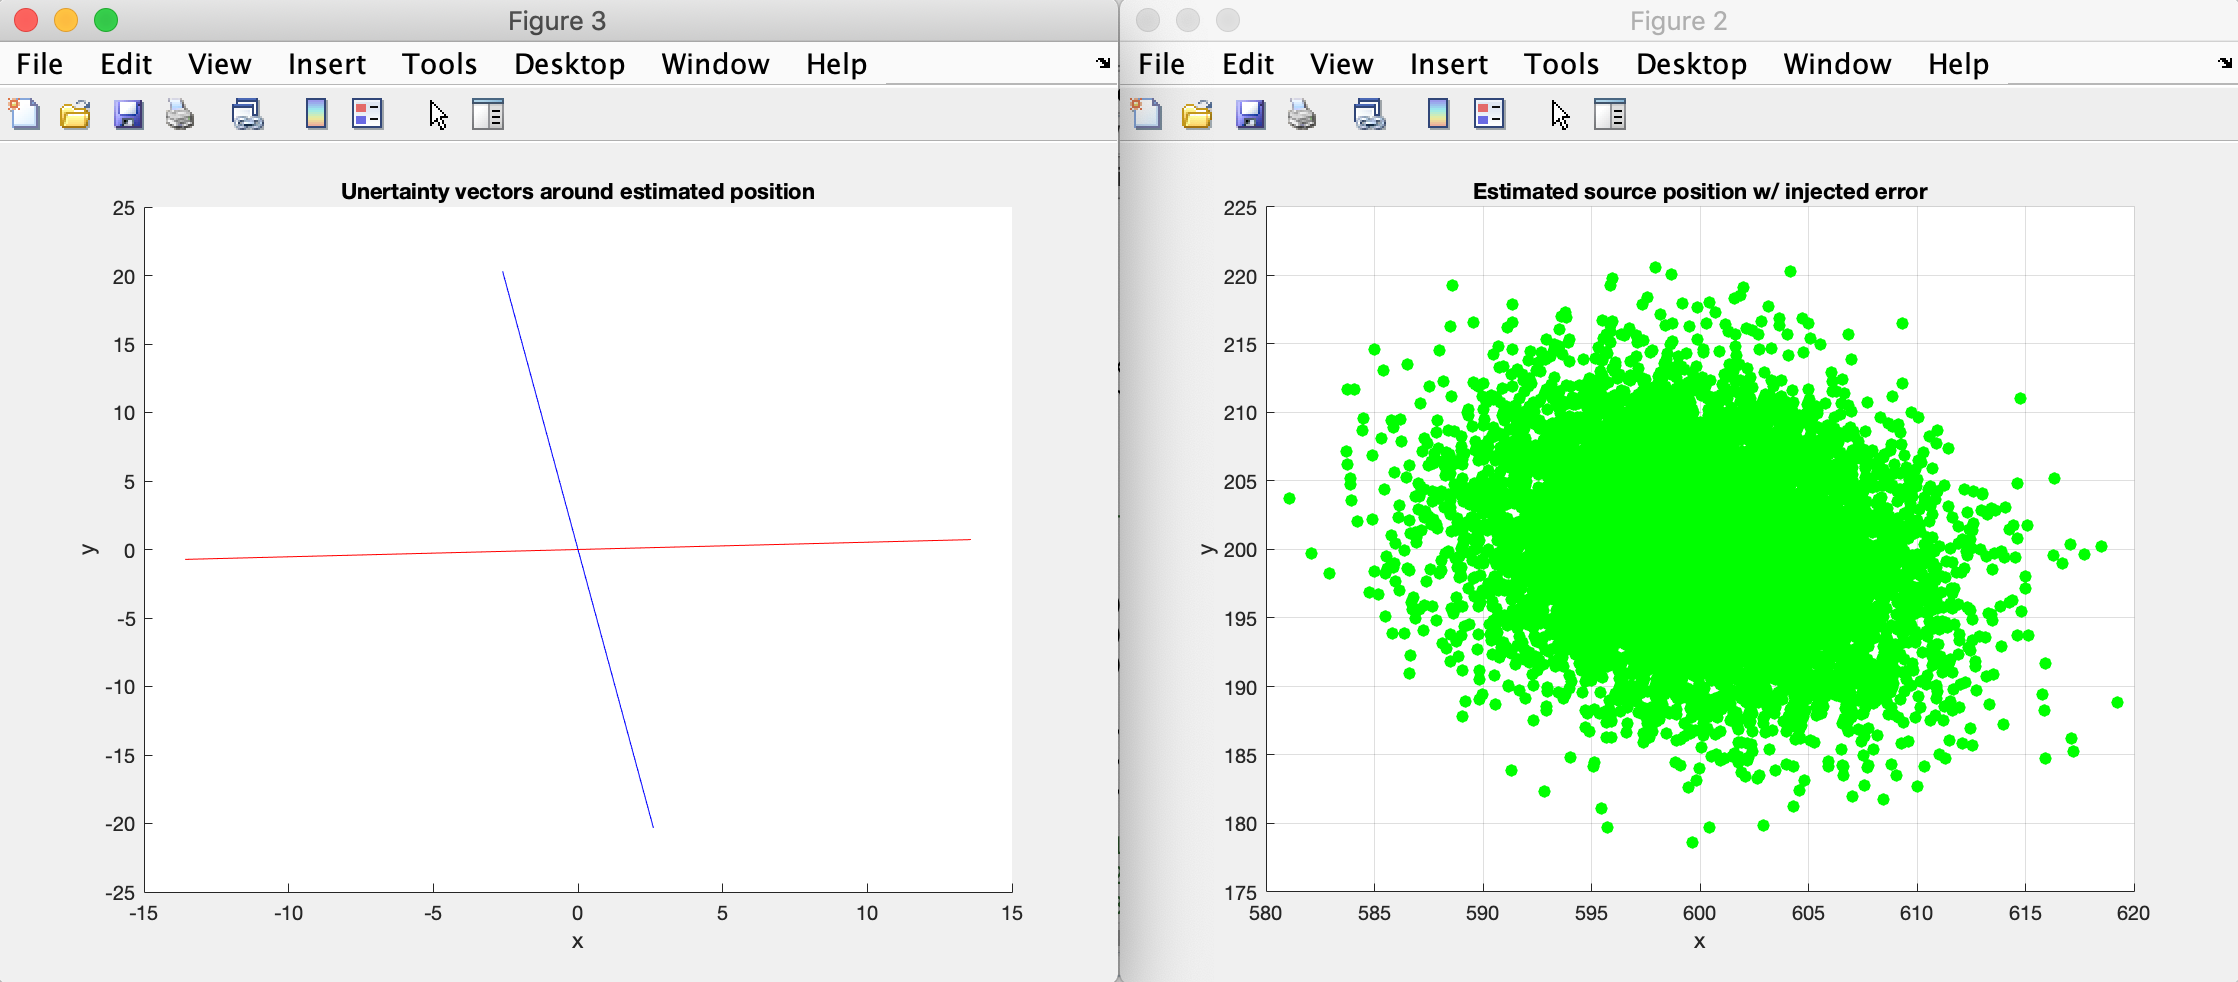 Figure 3
File Edit View Insert Tools Desktop Window Help
Unertainty vectors around estimated position
25
20
15
10
5
0
-5
-10
-15
-20
-25
y
-15 -10 -5 0 5 10 15
x
Figure 2
File Edit View Insert Tools Desktop Window Help
Estimated source position w/ injected error
225
220
215
210
205
200
195
190
185
180
175
y
580 585 590 595 600 605 610 615 620
x